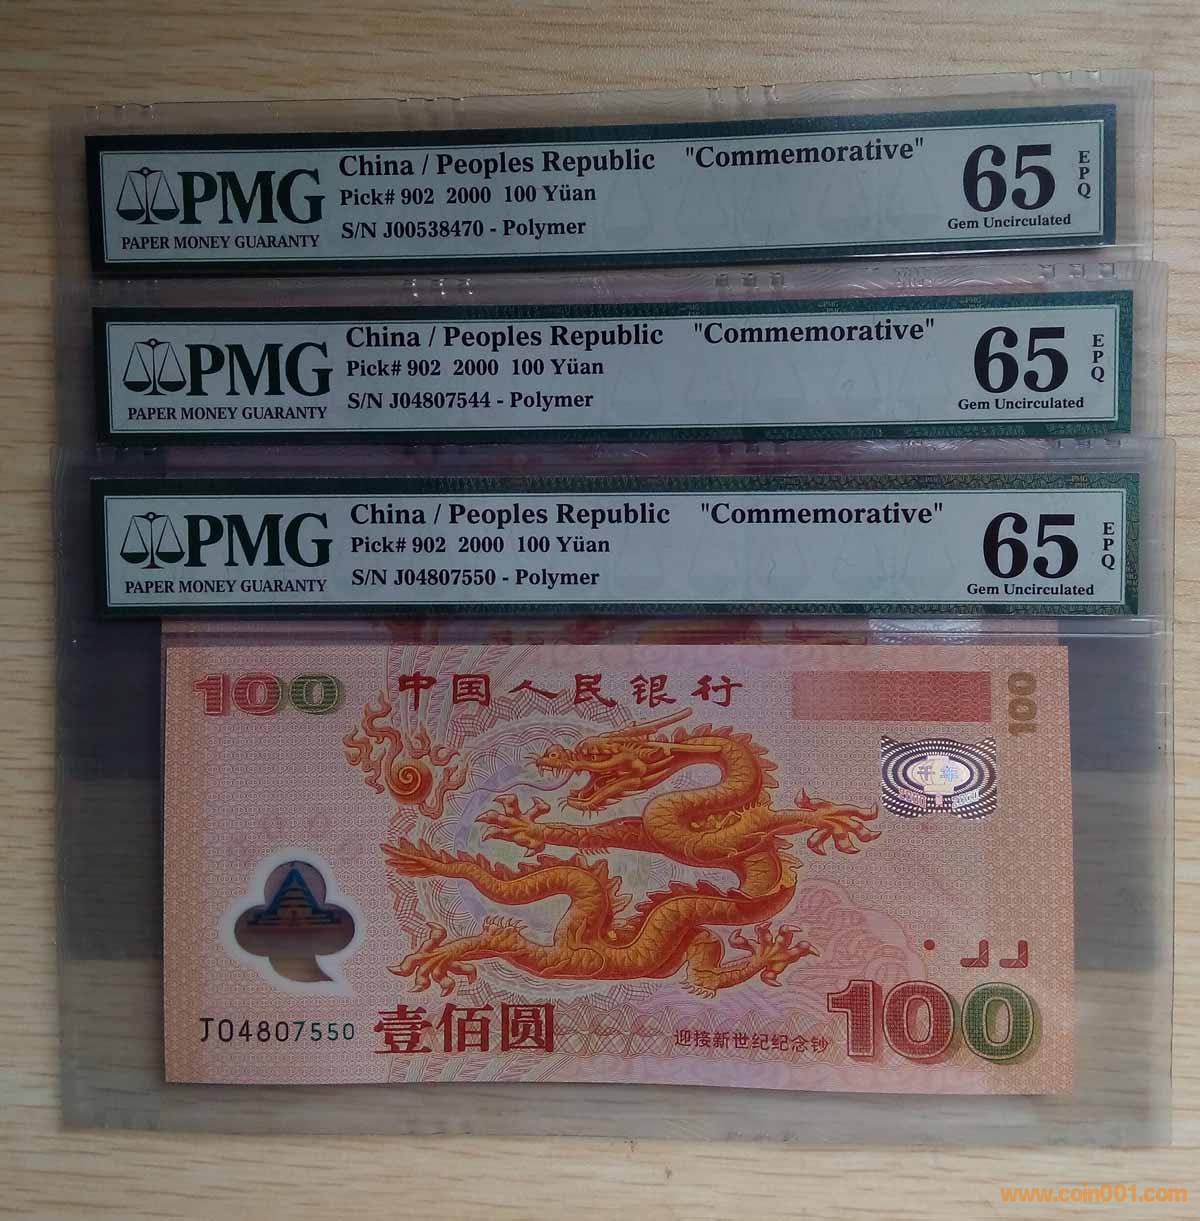 China / Peoples Republic "Commemorative"
PMG
PAPER MONEY GUARANTY
Pick# 902 2000 100 Yüan
S/N J00538470 - Polymer
65
EPQ
Gem Uncirculated
China / Peoples Republic "Commemorative"
PMG
PAPER MONEY GUARANTY
Pick# 902 2000 100 Yüan
S/N J04807544 - Polymer
65
EPQ
Gem Uncirculated
China / Peoples Republic "Commemorative"
PMG
PAPER MONEY GUARANTY
Pick# 902 2000 100 Yüan
S/N J04807550 - Polymer
65
EPQ
Gem Uncirculated
100 中国人民银行 100
千年
J04807550 壹佰圆
迎接新世纪纪念钞 100
www.coin001.com